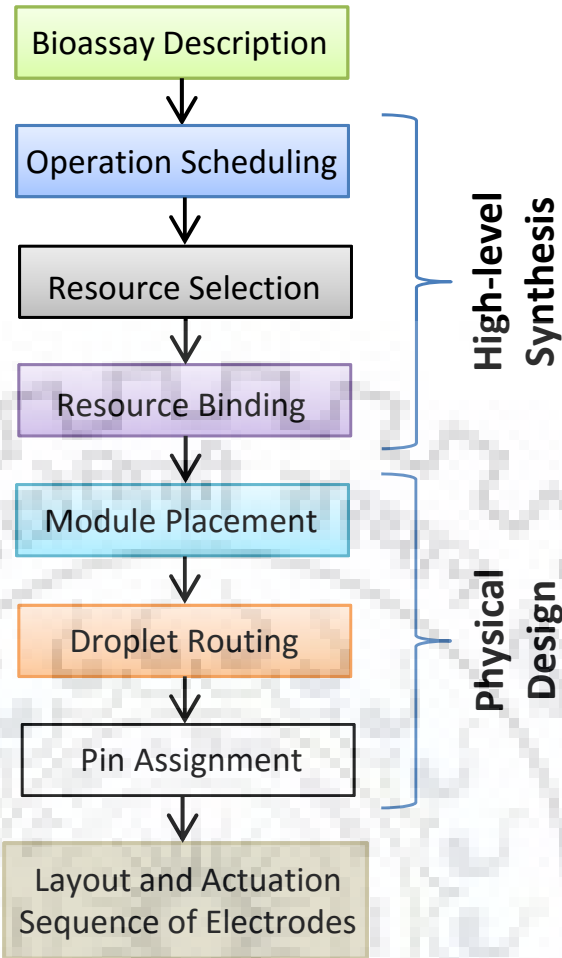 Bioassay Description
Operation Scheduling
Resource Selection
Resource Binding
High-level
Synthesis
Module Placement
Droplet Routing
Pin Assignment
Physical
Design
Layout and Actuation
Sequence of Electrodes